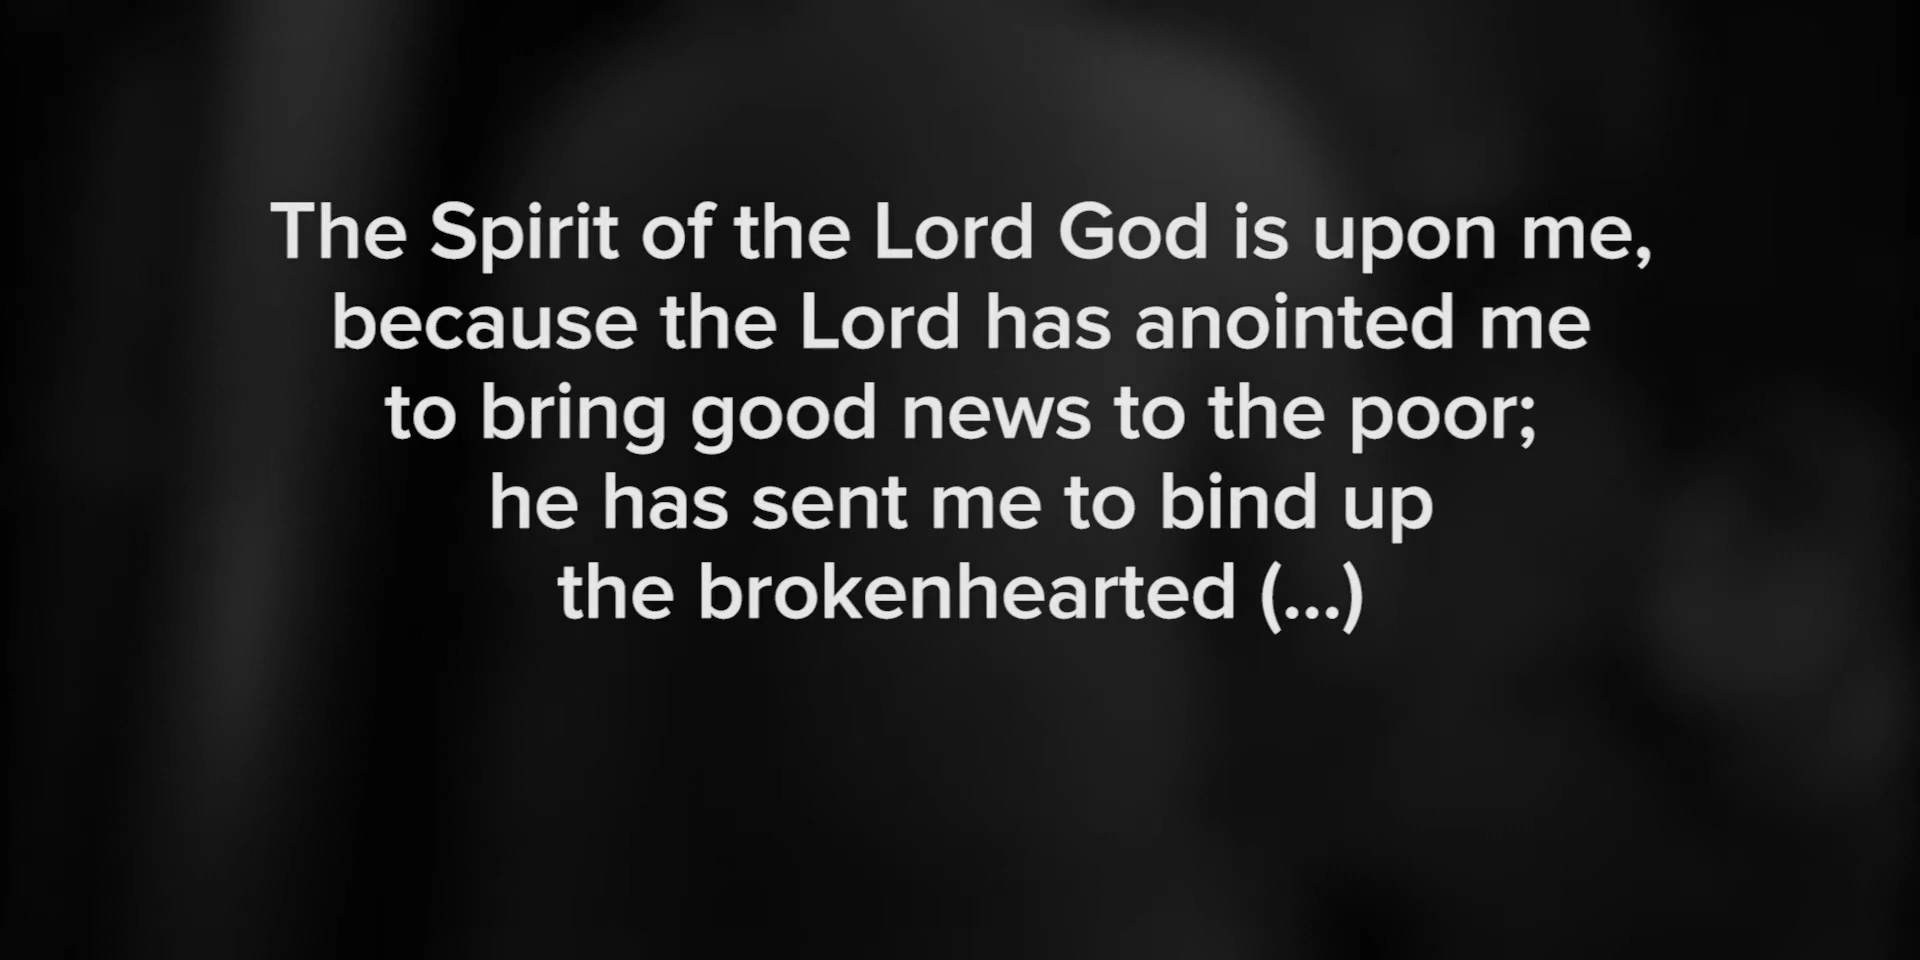 The Spirit of the Lord God is upon me,
because the Lord has anointed me
to bring good news to the poor;
he has sent me to bind up
the brokenhearted (...)